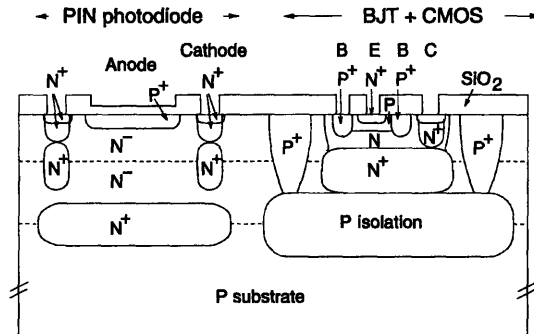 PIN photodiode
BJT + CMOS
Cathode
B E B C
N+
Anode
P+
P+ N+ P+
P
SiO2
N−
N
N+
N+
N+
P+
N+
P+
N−
N+
P isolation
P substrate